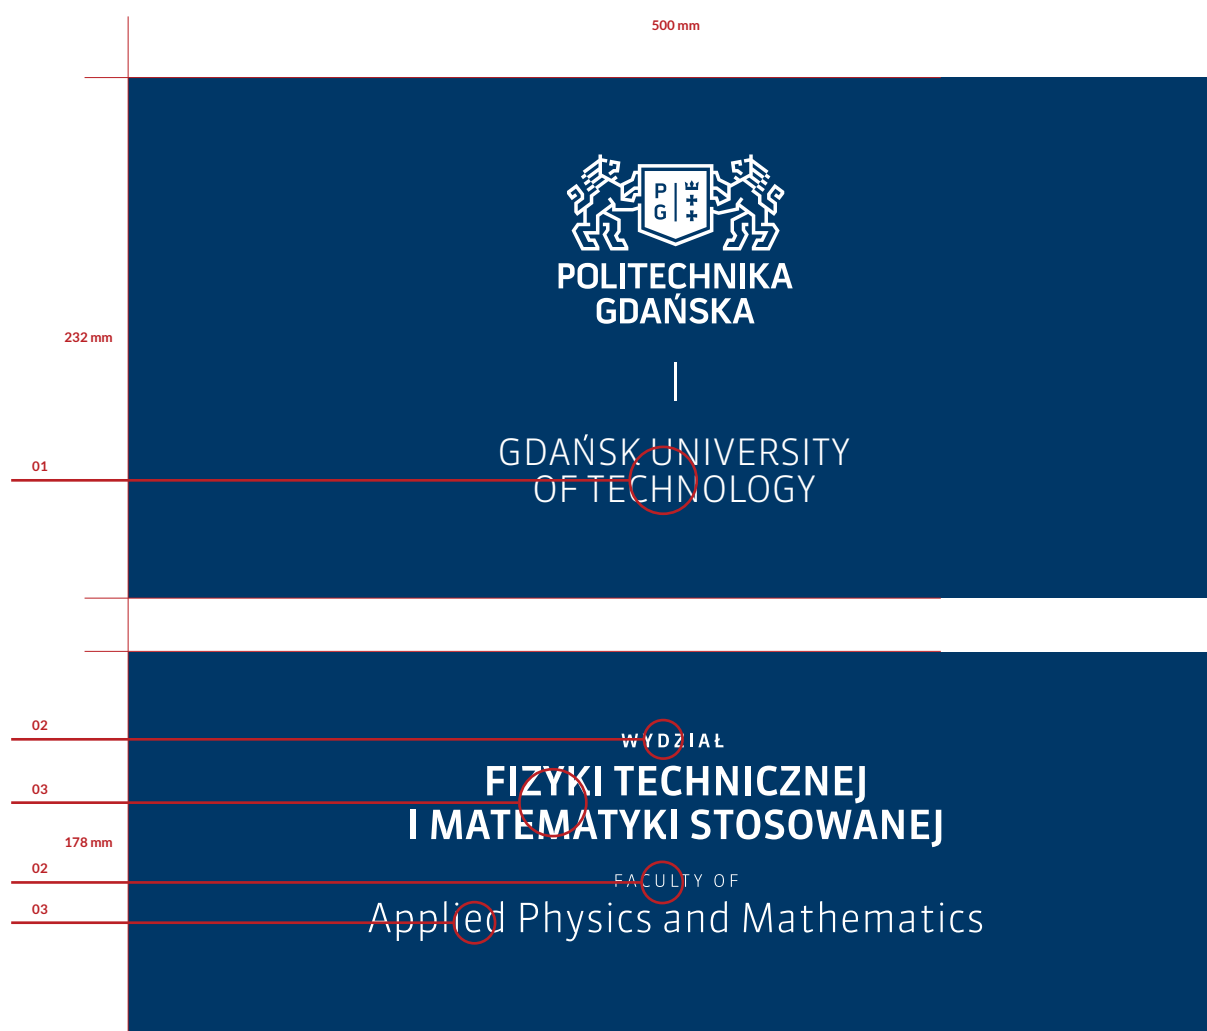 500 mm
P
G
POLITECHNIKA
GDAŃSKA
232 mm
GDAŃSK UNIVERSITY
OF TECHNOLOGY
01
02
WYDZIAŁ
FIZYKI TECHNICZNEJ
03
I MATEMATYKI STOSOWANEJ
178 mm
02
FACULTY OF
03
Applied Physics and Mathematics